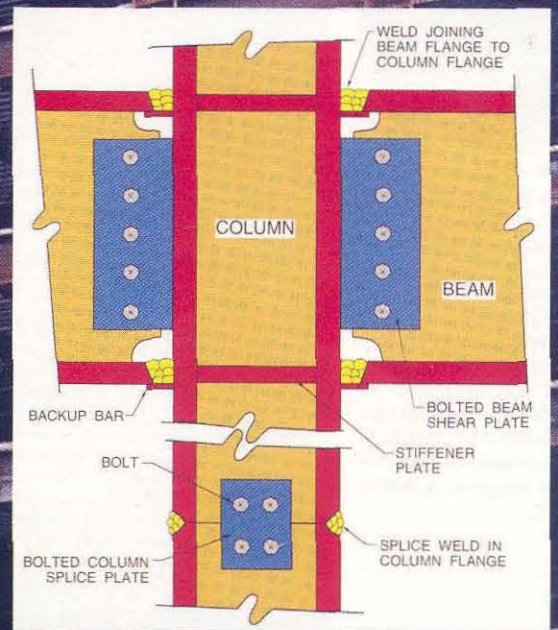 WELD JOINING
BEAM FLANGE TO
COLUMN FLANGE
COLUMN
BEAM
BACKUP BAR
BOLTED BEAM
SHEAR PLATE
STIFFENER
PLATE
BOLT
BOLTED COLUMN
SPLICE PLATE
SPLICE WELD IN
COLUMN FLANGE